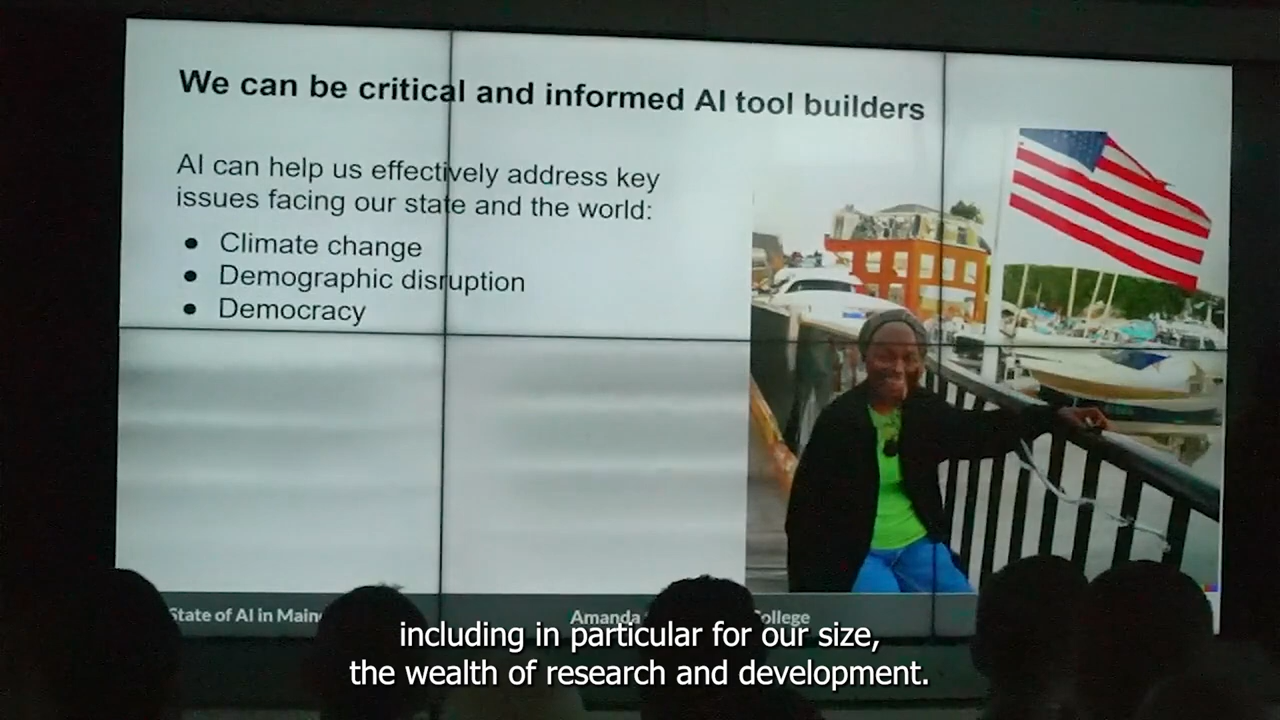 We can be critical and informed AI tool builders
AI can help us effectively address key
issues facing our state and the world:
● Climate change
● Demographic disruption
● Democracy
State of AI in Maine
Amanda
College
including in particular for our size,
the wealth of research and development.